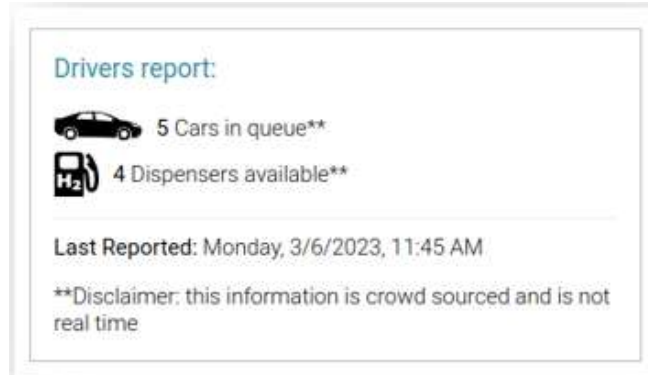 Drivers report:
5 Cars in queue**
H2
4 Dispensers available**
Last Reported: Monday, 3/6/2023, 11:45 AM
**Disclaimer: this information is crowd sourced and is not
real time